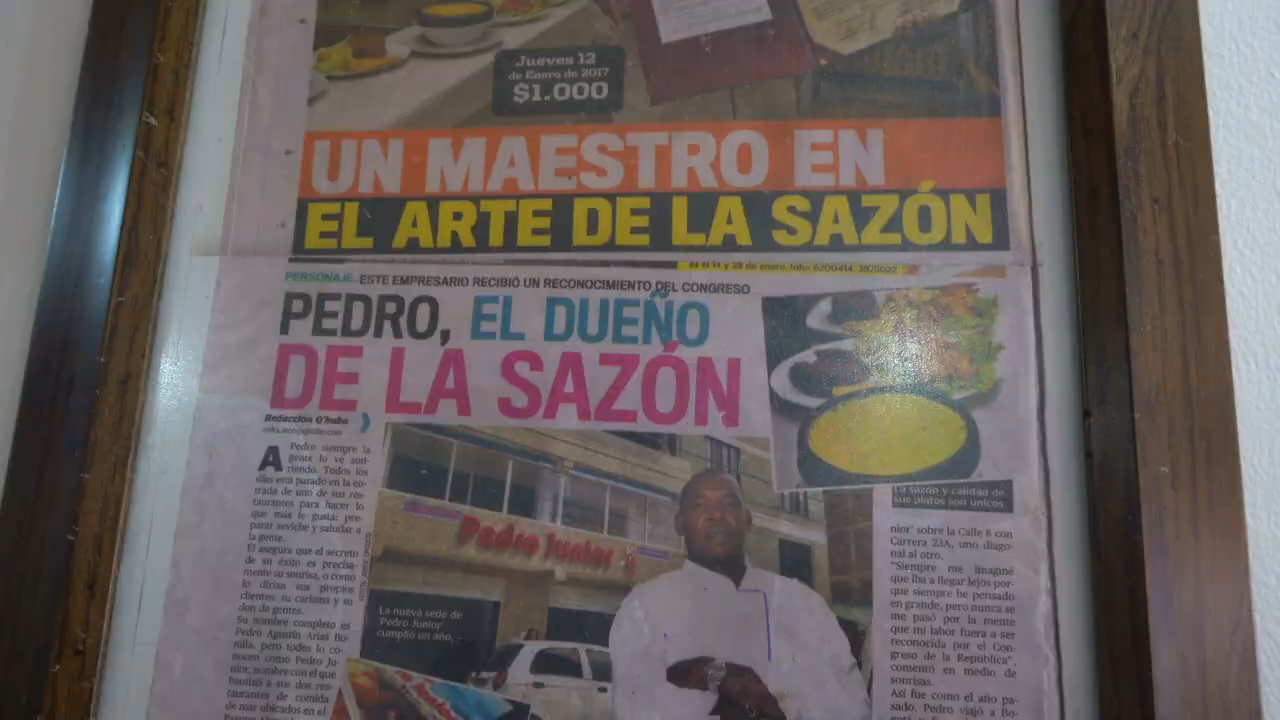 Jueves 12
de Enero de 2017
$1.000
UN MAESTRO EN
EL ARTE DE LA SAZÓN
14 y 28 de enero. Info: 6200414, 3875022
PERSONAJE. ESTE EMPRESARIO RECIBIÓ UN RECONOCIMIENTO DEL CONGRESO
PEDRO, EL DUEÑO
DE LA SAZÓN
Redacción Q'hubo
A Pedro siempre la
gente lo ve son-
riendo. Todos los
días está parado en la en-
trada de uno de sus res-
taurantes para hacer lo
que más le gusta: pre-
parar seviche y saludar a
la gente.
Él asegura que el secreto
de su éxito es precisa-
mente su sonrisa, o como
lo dirían sus propios
clientes: su carisma y su
don de gentes.
Su nombre completo es
Pedro Agustín Arias Bo-
nilla, pero todos lo co-
nocen como Pedro Ju-
nior, nombre con el que
bautizó a sus dos res-
taurantes de comida
de mar ubicados en el
Pedro Junior
La nueva sede de
'Pedro Junior'
cumplió un año,
La sazón y calidad de
sus platos son únicos
nior' sobre la Calle 8 con
Carrera 23A, uno diago-
nal al otro.
"Siempre me imaginé
que iba a llegar lejos por-
que siempre he pensado
en grande, pero nunca se
me pasó por la mente
que mi labor fuera a ser
reconocida por el Con-
greso de la República",
comentó en medio de
sonrisas.
Así fue como el año pa-
sado, Pedro viajó a Bo-